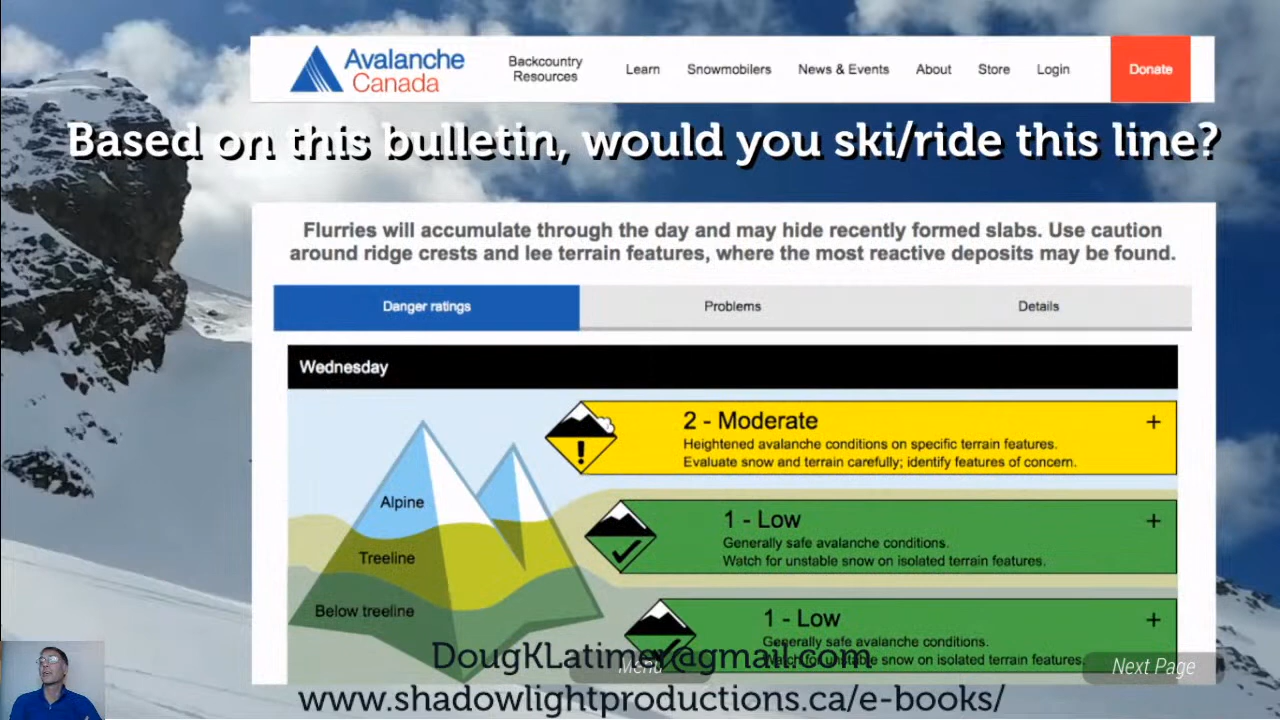 Avalanche
Canada
Backcountry
Resources
Learn
Snowmobilers
News & Events
About
Store
Login
Donate
Based on this bulletin, would you ski/ride this line?
Flurries will accumulate through the day and may hide recently formed slabs. Use caution
around ridge crests and lee terrain features, where the most reactive deposits may be found.
Danger ratings
Problems
Details
Wednesday
Alpine
2 - Moderate
+
Heightened avalanche conditions on specific terrain features.
Evaluate snow and terrain carefully; identify features of concern.
Treeline
1 - Low
+
Generally safe avalanche conditions.
Watch for unstable snow on isolated terrain features.
Below treeline
1 - Low
+
Generally safe avalanche conditions.
Watch for unstable snow on isolated terrain features.
DougKLatimer@gmail.com
Menu
Next Page
www.shadowlightproductions.ca/e-books/